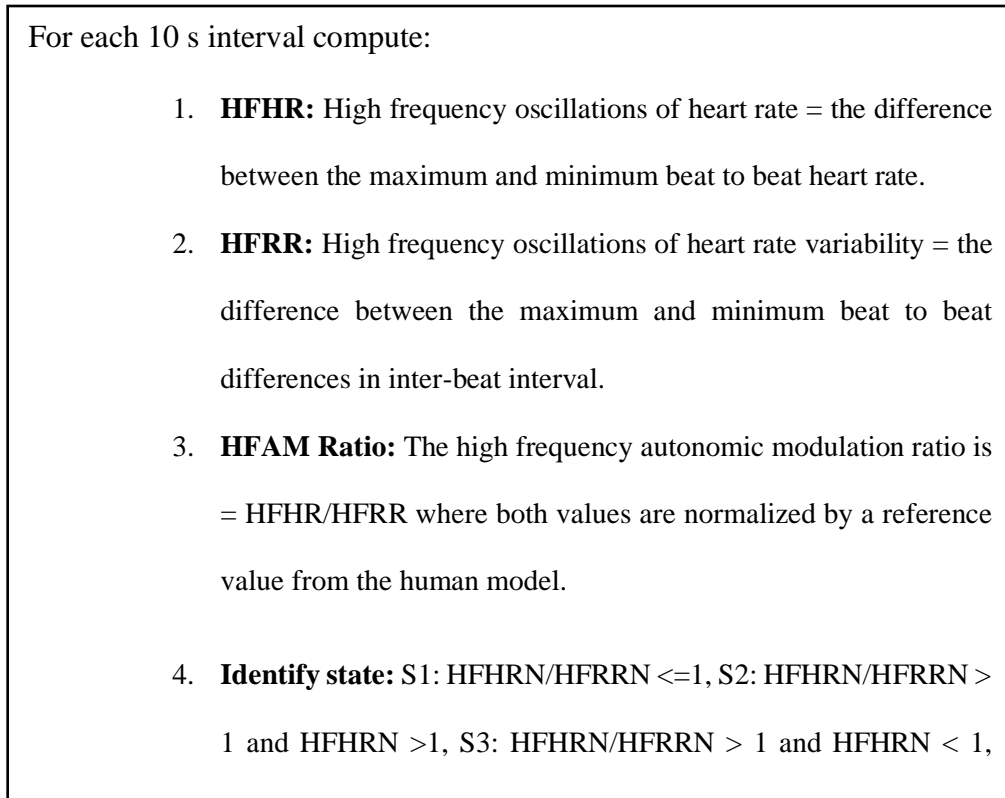 For each 10 s interval compute:
1. HFHR: High frequency oscillations of heart rate = the difference
between the maximum and minimum beat to beat heart rate.
2. HFRR: High frequency oscillations of heart rate variability = the
difference between the maximum and minimum beat to beat
differences in inter-beat interval.
3. HFAM Ratio: The high frequency autonomic modulation ratio is
= HFHR/HFRR where both values are normalized by a reference
value from the human model.
4. Identify state: S1: HFHRN/HFRRN <=1, S2: HFHRN/HFRRN >
1 and HFHRN >1, S3: HFHRN/HFRRN > 1 and HFHRN < 1,